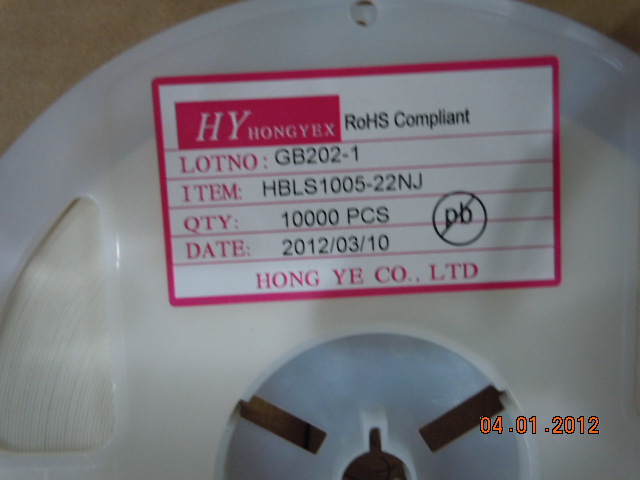 HY HONGYEX RoHS Compliant
LOTNO: GB202-1
ITEM: HBLS1005-22NJ
QTY: 10000 PCS
pb
DATE: 2012/03/10
HONG YE CO., LTD
04.01.2012